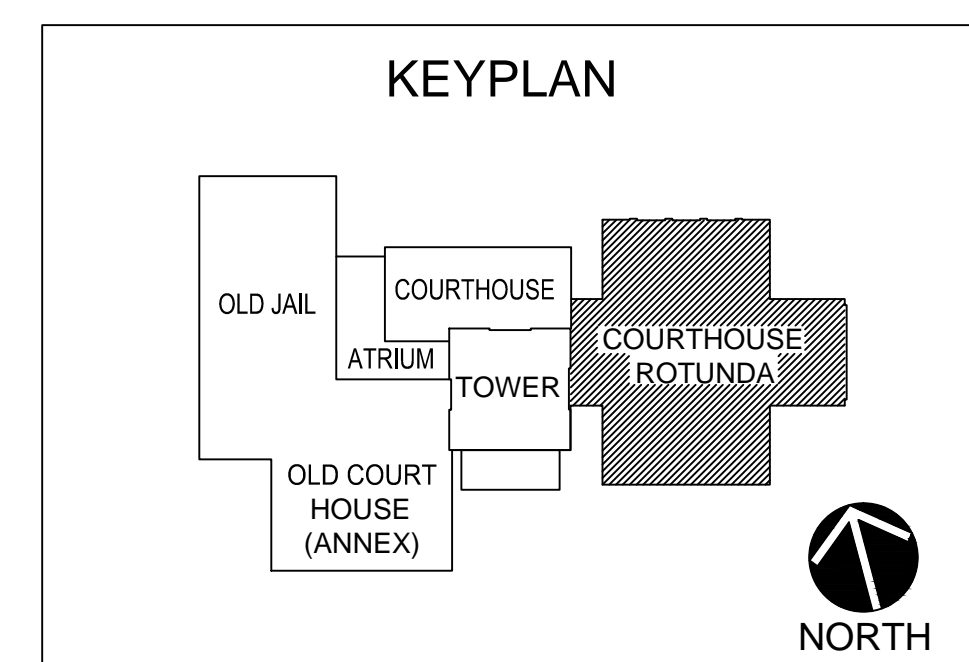 KEYPLAN
OLD JAIL
COURTHOUSE
ATRIUM
TOWER
COURTHOUSE
ROTUNDA
OLD COURT
HOUSE
(ANNEX)
NORTH